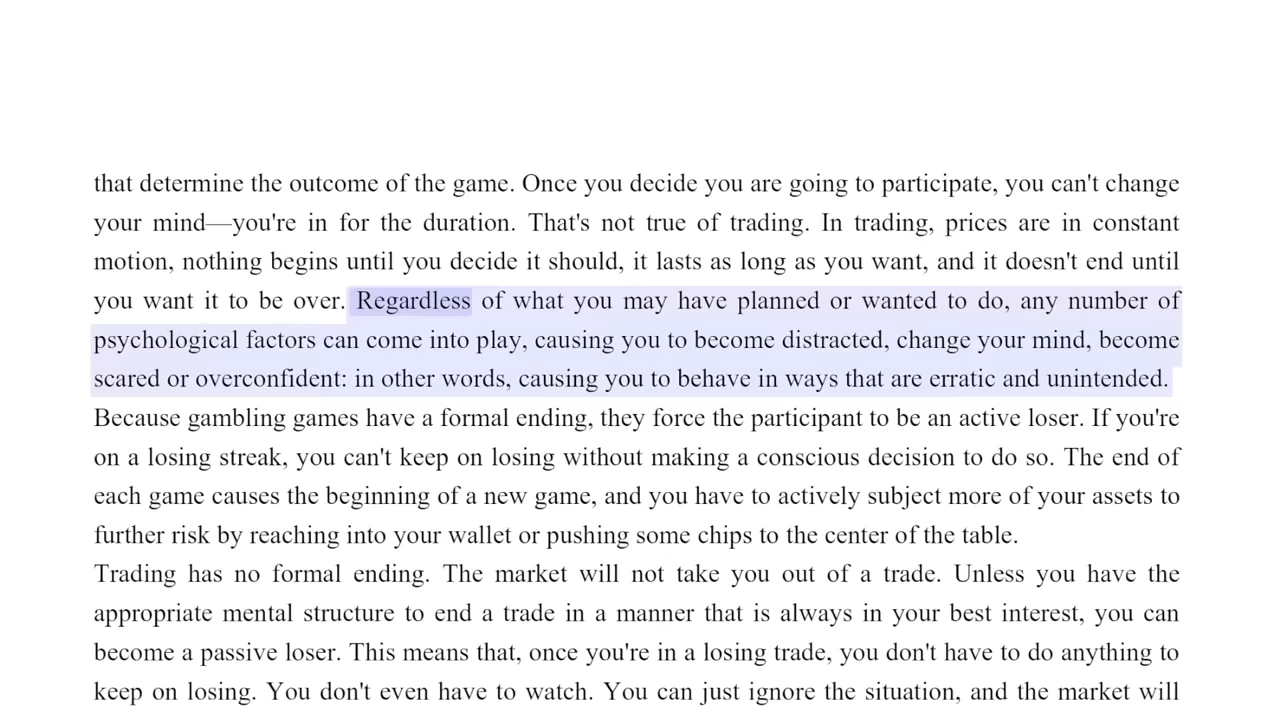 that determine the outcome of the game. Once you decide you are going to participate, you can't change
your mind—you're in for the duration. That's not true of trading. In trading, prices are in constant
motion, nothing begins until you decide it should, it lasts as long as you want, and it doesn't end until
you want it to be over. Regardless of what you may have planned or wanted to do, any number of
psychological factors can come into play, causing you to become distracted, change your mind, become
scared or overconfident: in other words, causing you to behave in ways that are erratic and unintended.
Because gambling games have a formal ending, they force the participant to be an active loser. If you're
on a losing streak, you can't keep on losing without making a conscious decision to do so. The end of
each game causes the beginning of a new game, and you have to actively subject more of your assets to
further risk by reaching into your wallet or pushing some chips to the center of the table.
Trading has no formal ending. The market will not take you out of a trade. Unless you have the
appropriate mental structure to end a trade in a manner that is always in your best interest, you can
become a passive loser. This means that, once you're in a losing trade, you don't have to do anything to
keep on losing. You don't even have to watch. You can just ignore the situation, and the market will